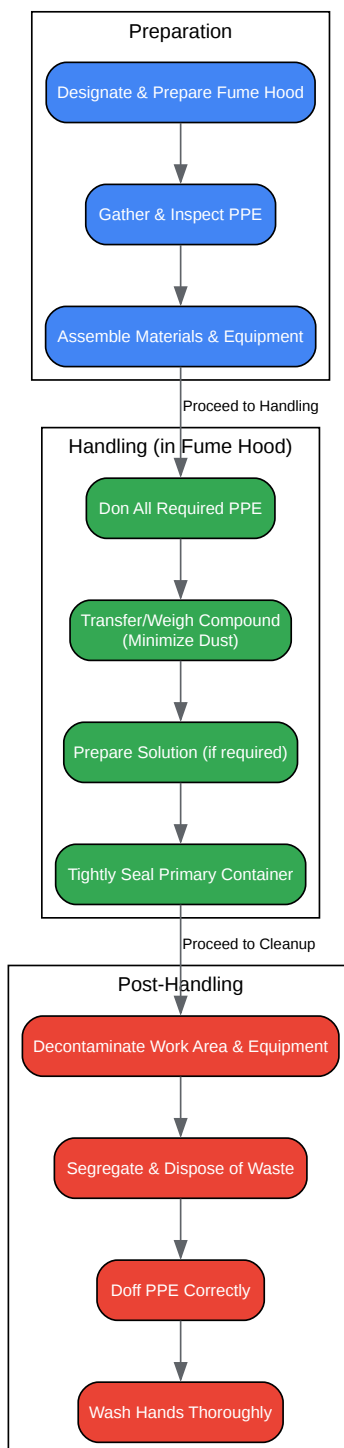 Preparation
Designate & Prepare Fume Hood
Gather & Inspect PPE
Assemble Materials & Equipment
Proceed to Handling
Handling (in Fume Hood)
Don All Required PPE
Transfer/Weigh Compound
(Minimize Dust)
Prepare Solution (if required)
Tightly Seal Primary Container
Proceed to Cleanup
Post-Handling
Decontaminate Work Area & Equipment
Segregate & Dispose of Waste
Doff PPE Correctly
Wash Hands Thoroughly